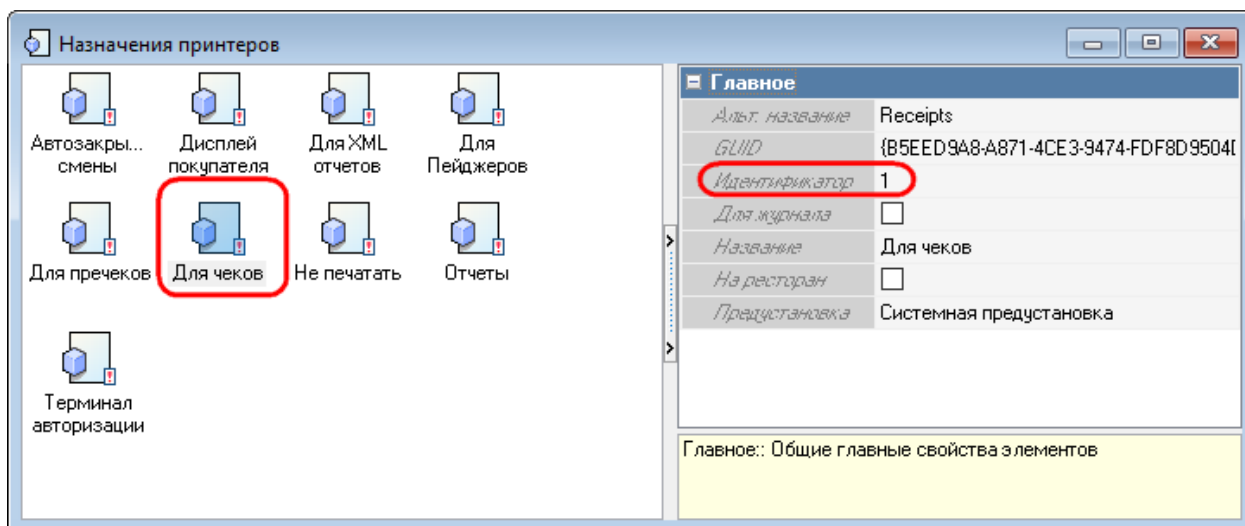 Назначения принтеров
Автозакры...
смены
Дисплей
покупателя
Для XML
отчетов
Для
Пейджеров
Для пречеков
Для чеков
Не печатать
Отчеты
Терминал
авторизации
Главное
Альт. название Receipts
GUID {B5EED9A8-A871-4CE3-9474-FDF8D9504D
Идентификатор 1
Для журнала
Название Для чеков
На ресторан
Предустановка Системная предустановка
Главное:: Общие главные свойства элементов